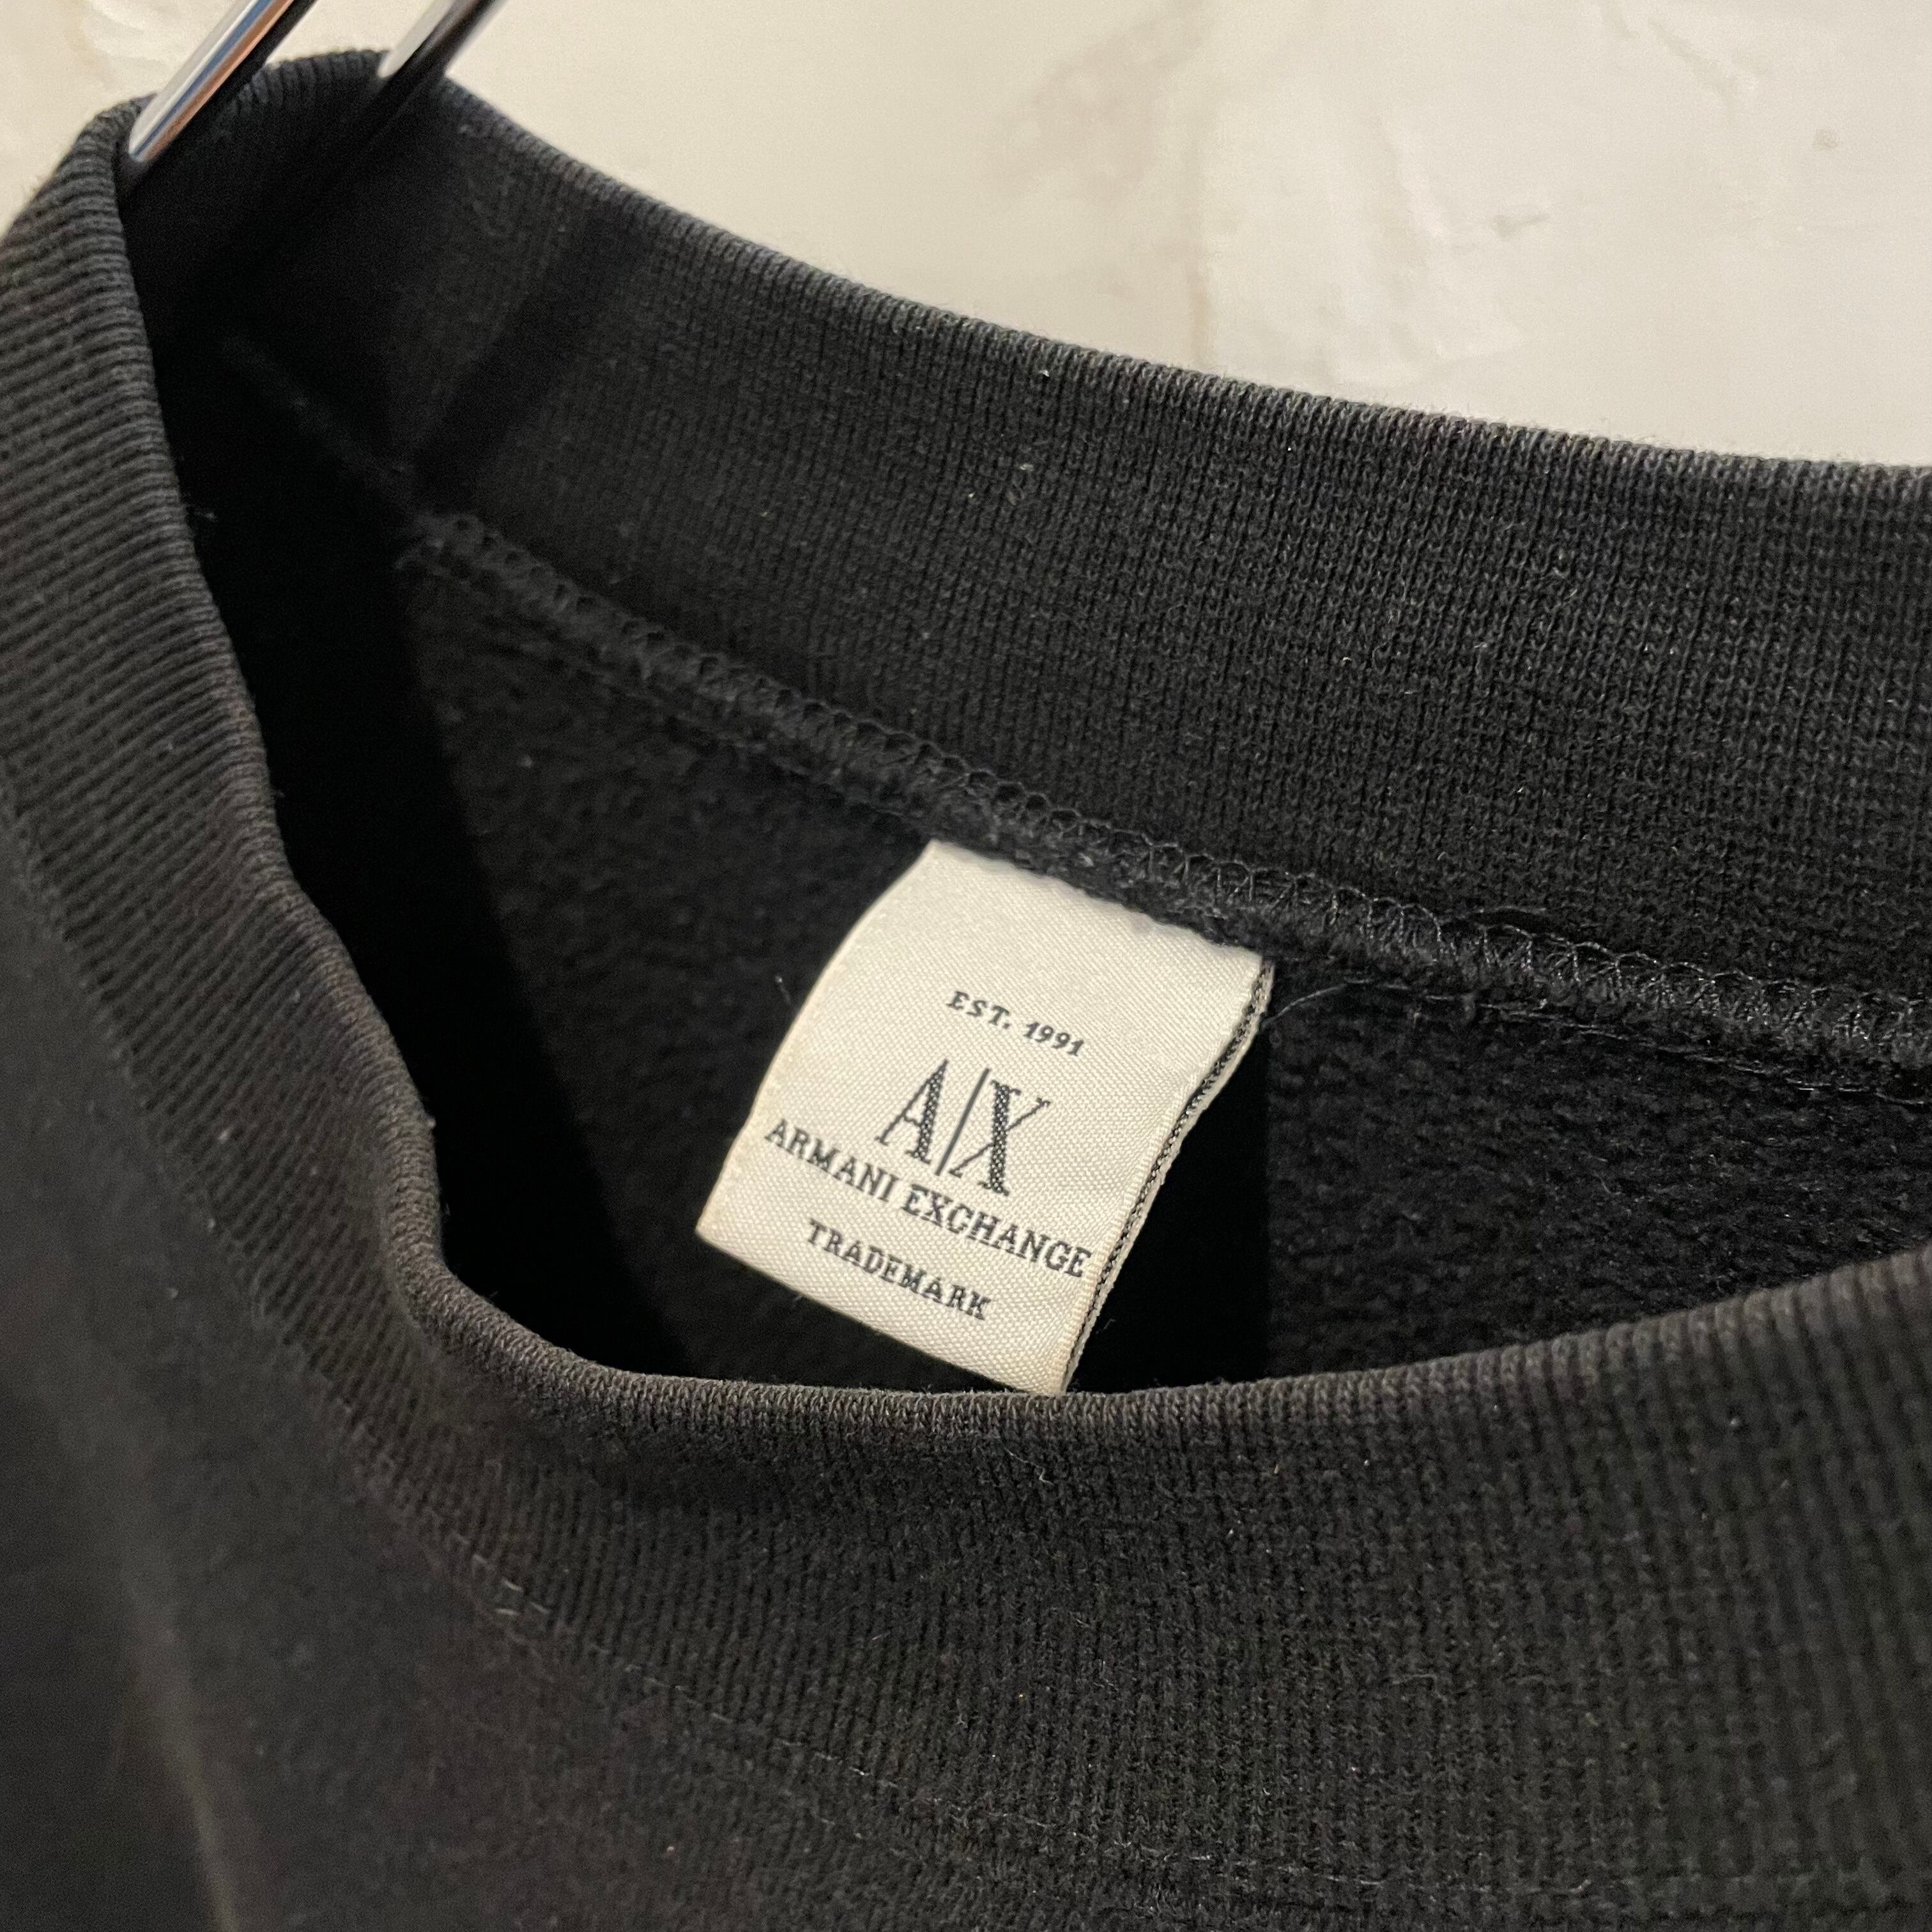 EST. 1991
A|X
ARMANI EXCHANGE
TRADEMARK